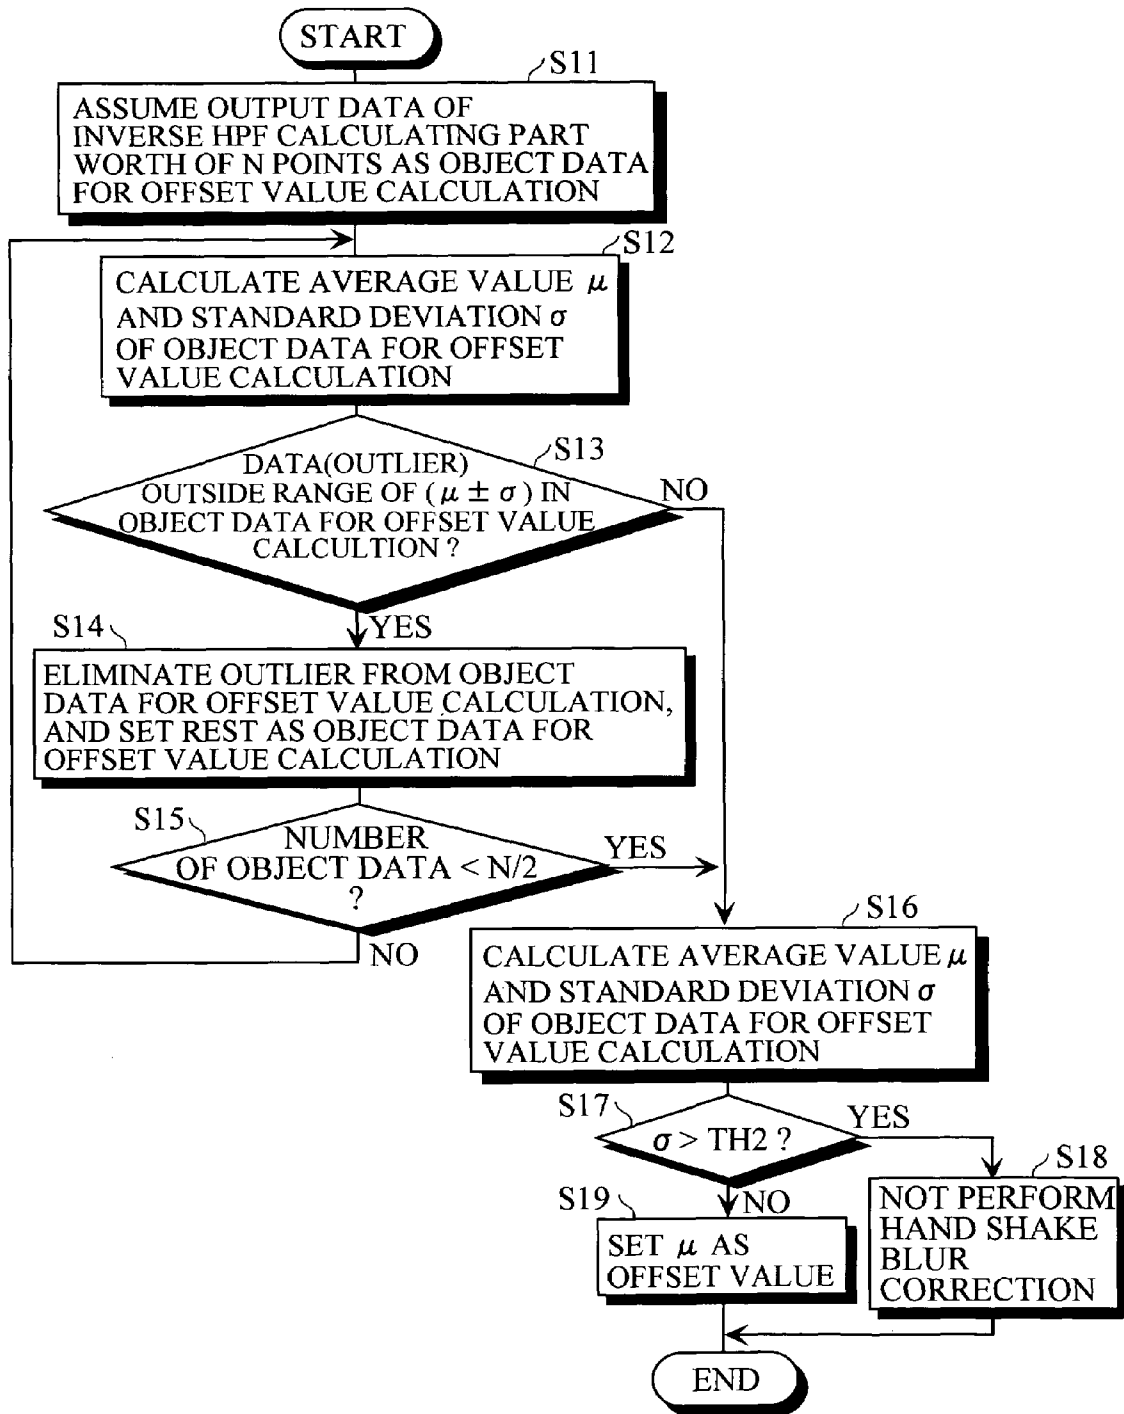 START
S11
ASSUME OUTPUT DATA OF
INVERSE HPF CALCULATING PART
WORTH OF N POINTS AS OBJECT DATA
FOR OFFSET VALUE CALCULATION
S12
CALCULATE AVERAGE VALUE μ
AND STANDARD DEVIATION σ
OF OBJECT DATA FOR OFFSET
VALUE CALCULATION
S13
DATA(OUTLIER)
OUTSIDE RANGE OF (μ ± σ) IN
OBJECT DATA FOR OFFSET VALUE
CALCULTION ?
NO
YES
S14
ELIMINATE OUTLIER FROM OBJECT
DATA FOR OFFSET VALUE CALCULATION,
AND SET REST AS OBJECT DATA FOR
OFFSET VALUE CALCULATION
S15
NUMBER
OF OBJECT DATA < N/2
?
YES
NO
S16
CALCULATE AVERAGE VALUE μ
AND STANDARD DEVIATION σ
OF OBJECT DATA FOR OFFSET
VALUE CALCULATION
S17
σ > TH2 ?
YES
NO
S18
NOT PERFORM
HAND SHAKE
BLUR
CORRECTION
S19
SET μ AS
OFFSET VALUE
END